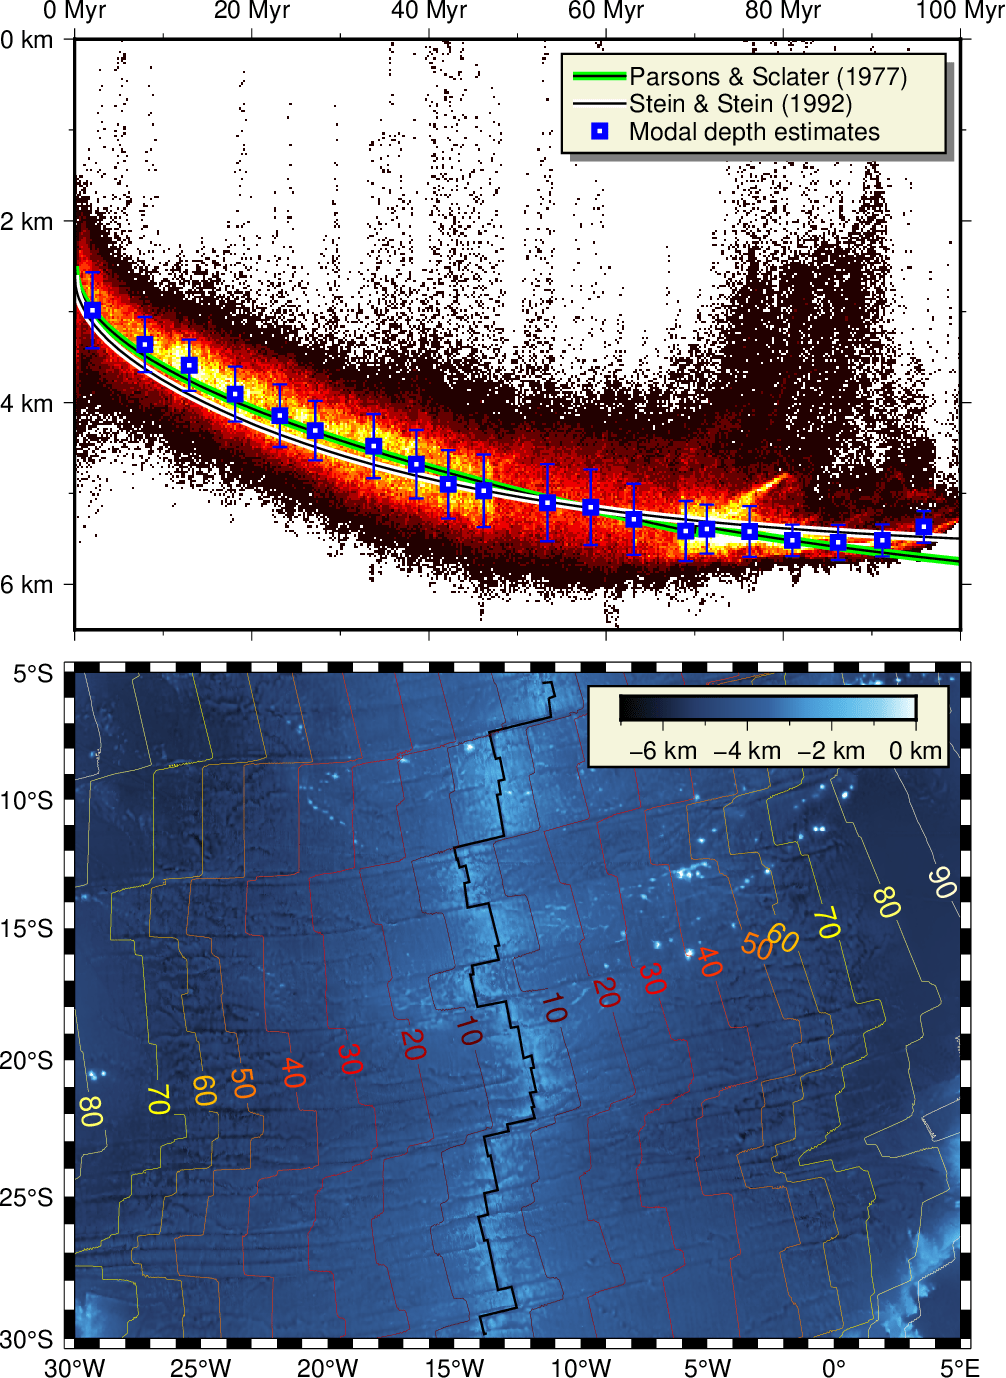 0 Myr 20 Myr 40 Myr 60 Myr 80 Myr 100 Myr
0 km
2 km
4 km
6 km
Parsons & Sclater (1977)
Stein & Stein (1992)
Modal depth estimates
5°S
10°S
15°S
20°S
25°S
30°S
−6 km −4 km −2 km 0 km
90
80
70
60
50
40
30
20
10
10
20
30
40
50
60
70
80
30°W 25°W 20°W 15°W 10°W 5°W 0° 5°E